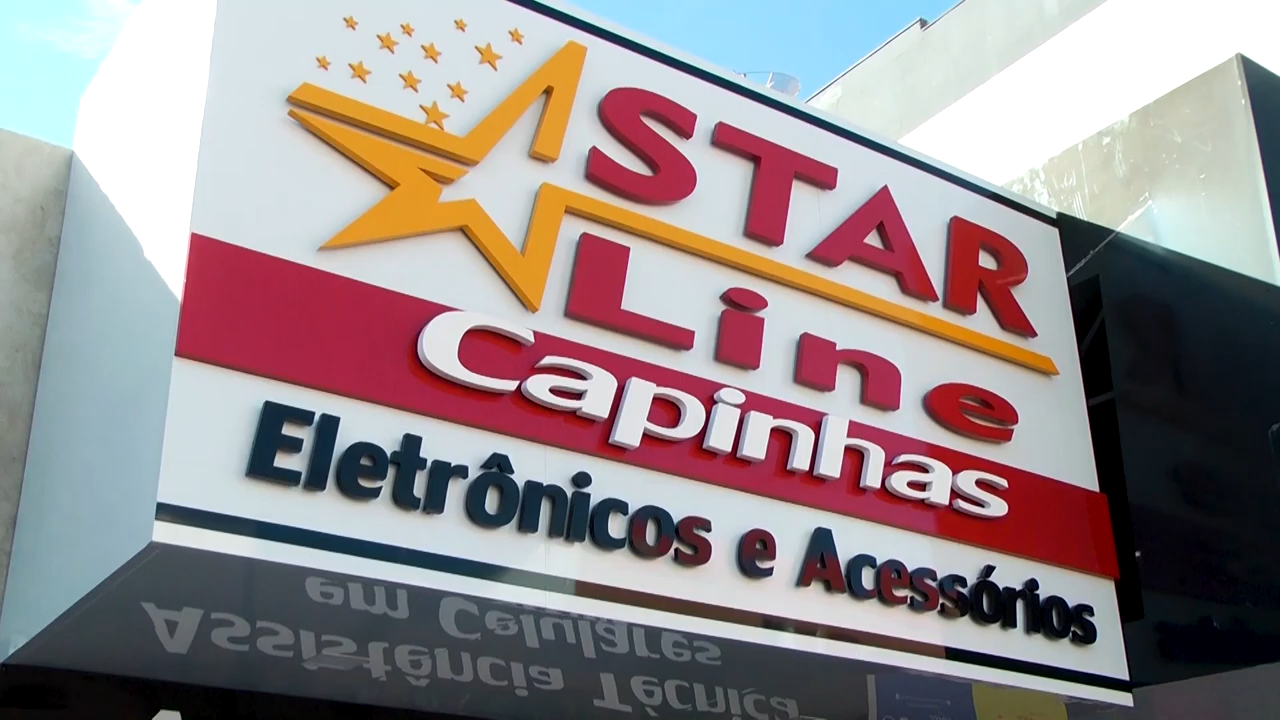 STAR
Line
Capinhas
Eletrônicos e Acessórios
Assistência Técnica
em Celulares